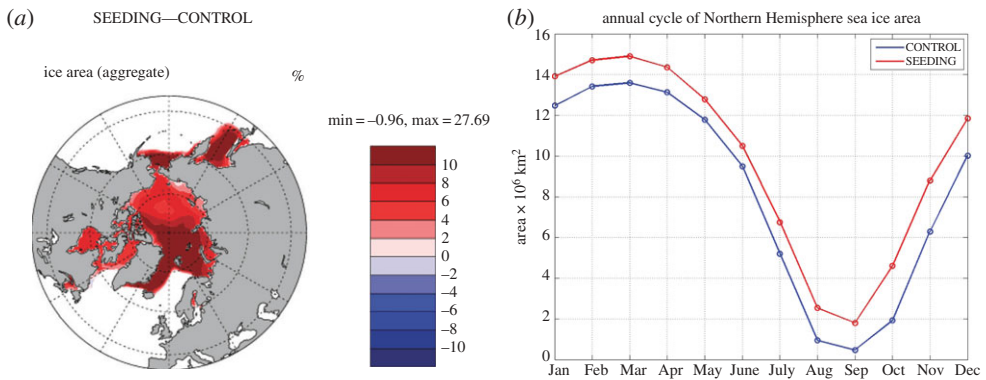 (a)
SEEDING—CONTROL
ice area (aggregate) %
min = –0.96, max = 27.69
10
8
6
4
2
0
–2
–4
–6
–8
–10
(b)
annual cycle of Northern Hemisphere sea ice area
CONTROL
SEEDING
area × 10⁶ km²
16
14
12
10
8
6
4
2
0
Jan Feb Mar Apr May June July Aug Sep Oct Nov Dec